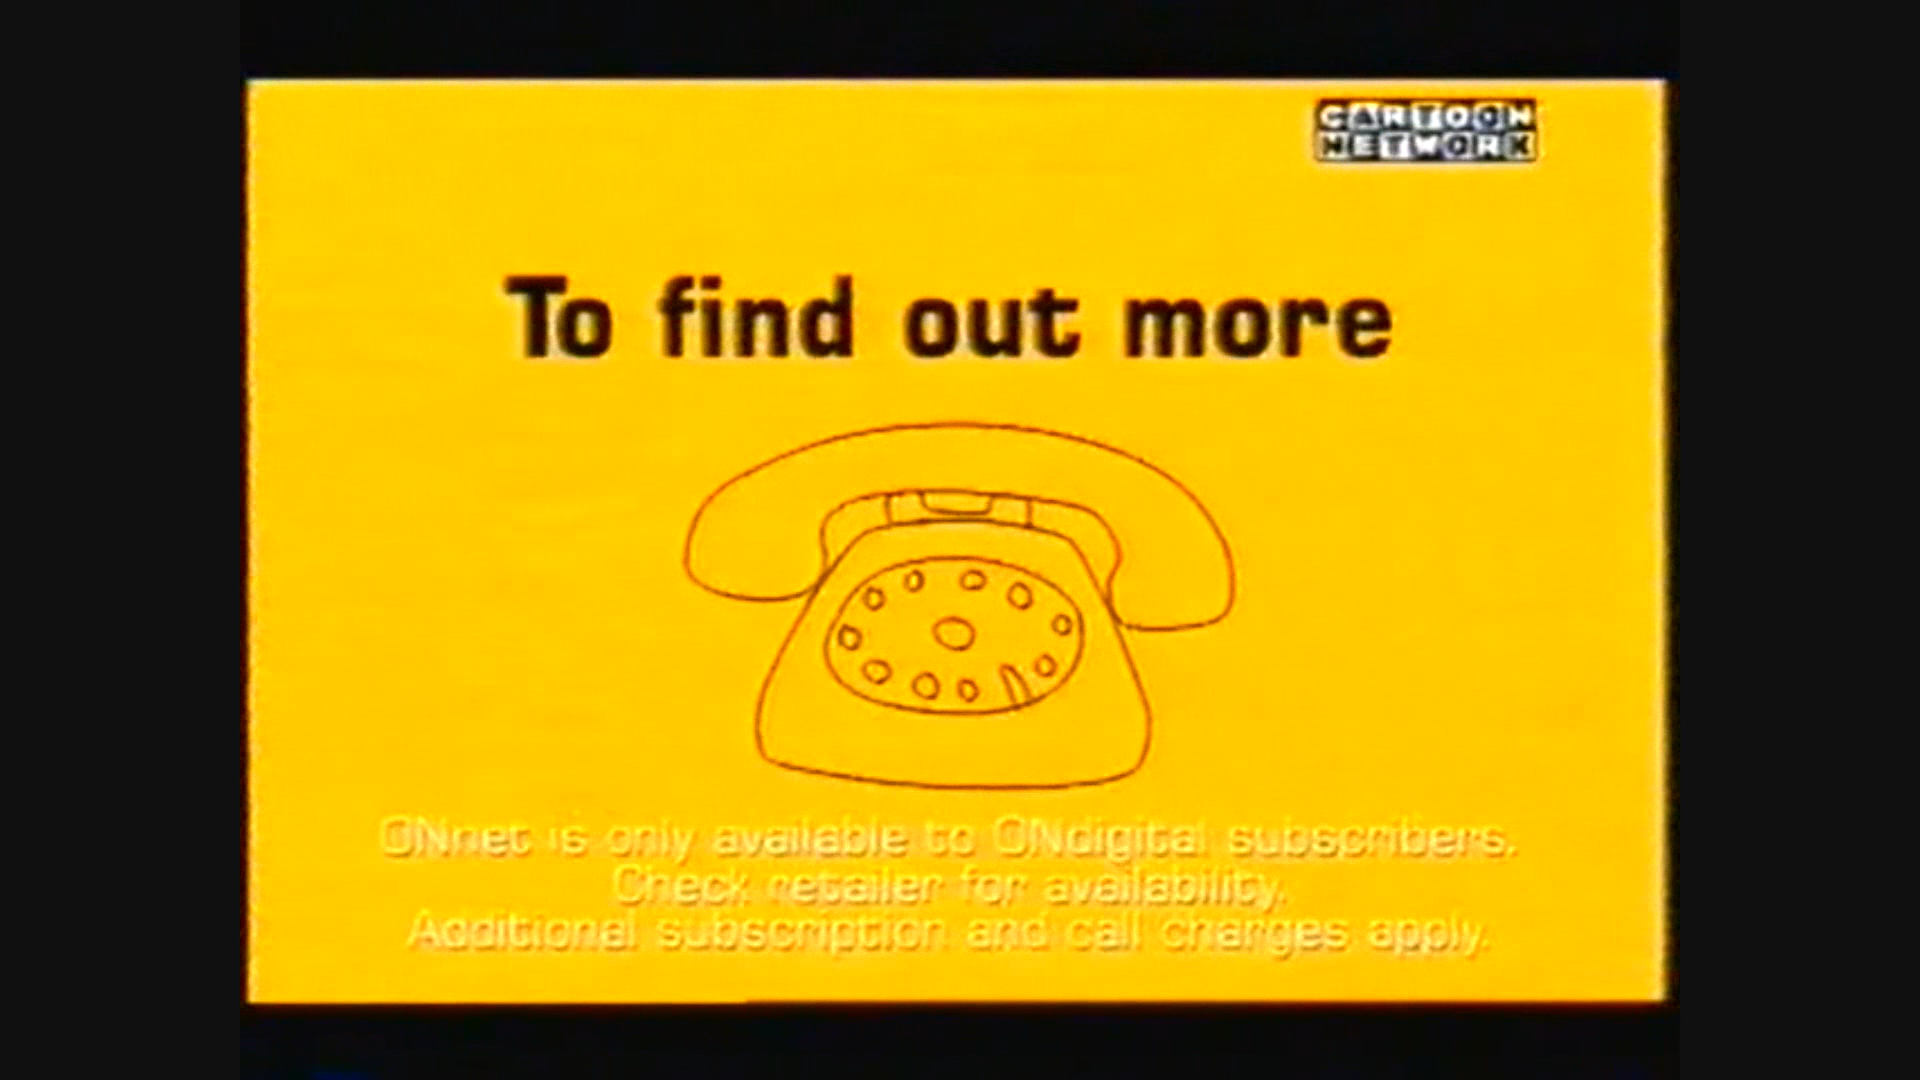 CARTOON
NETWORK
To find out more
ONnet is only available to ONdigital subscribers.
Check retailer for availability.
Additional subscription and call charges apply.